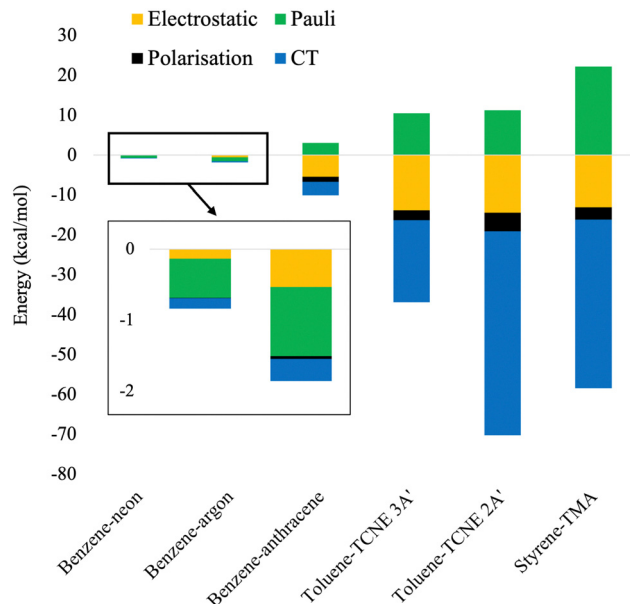 Electrostatic Pauli
Polarisation CT
30
20
10
0
-10
-20
-30
-40
-50
-60
-70
-80
Energy (kcal/mol)
0
-1
-2
Benzene-neon
Benzene-argon
Benzene-anthracene
Toluene-TCNE 3A'
Toluene-TCNE 2A'
Styrene-TMA